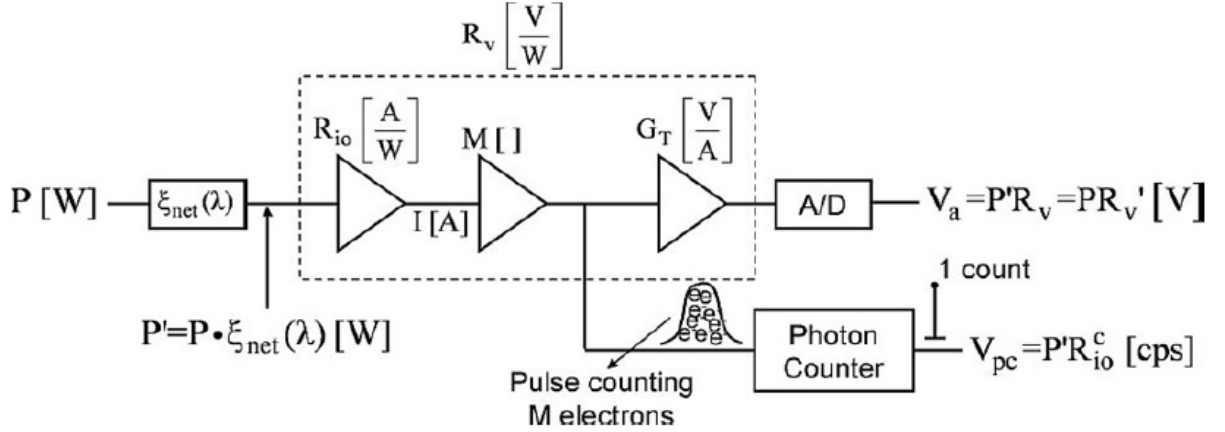 R_v [V/W]
R_io [A/W]
M [ ]
G_T [V/A]
P [W]
ξ_net(λ)
I [A]
A/D
V_a=P'R_v=PR_v' [V]
1 count
P'=P•ξ_net(λ) [W]
e e e e e e e e e
Photon
Counter
V_pc=P'R_io^c [cps]
Pulse counting
M electrons